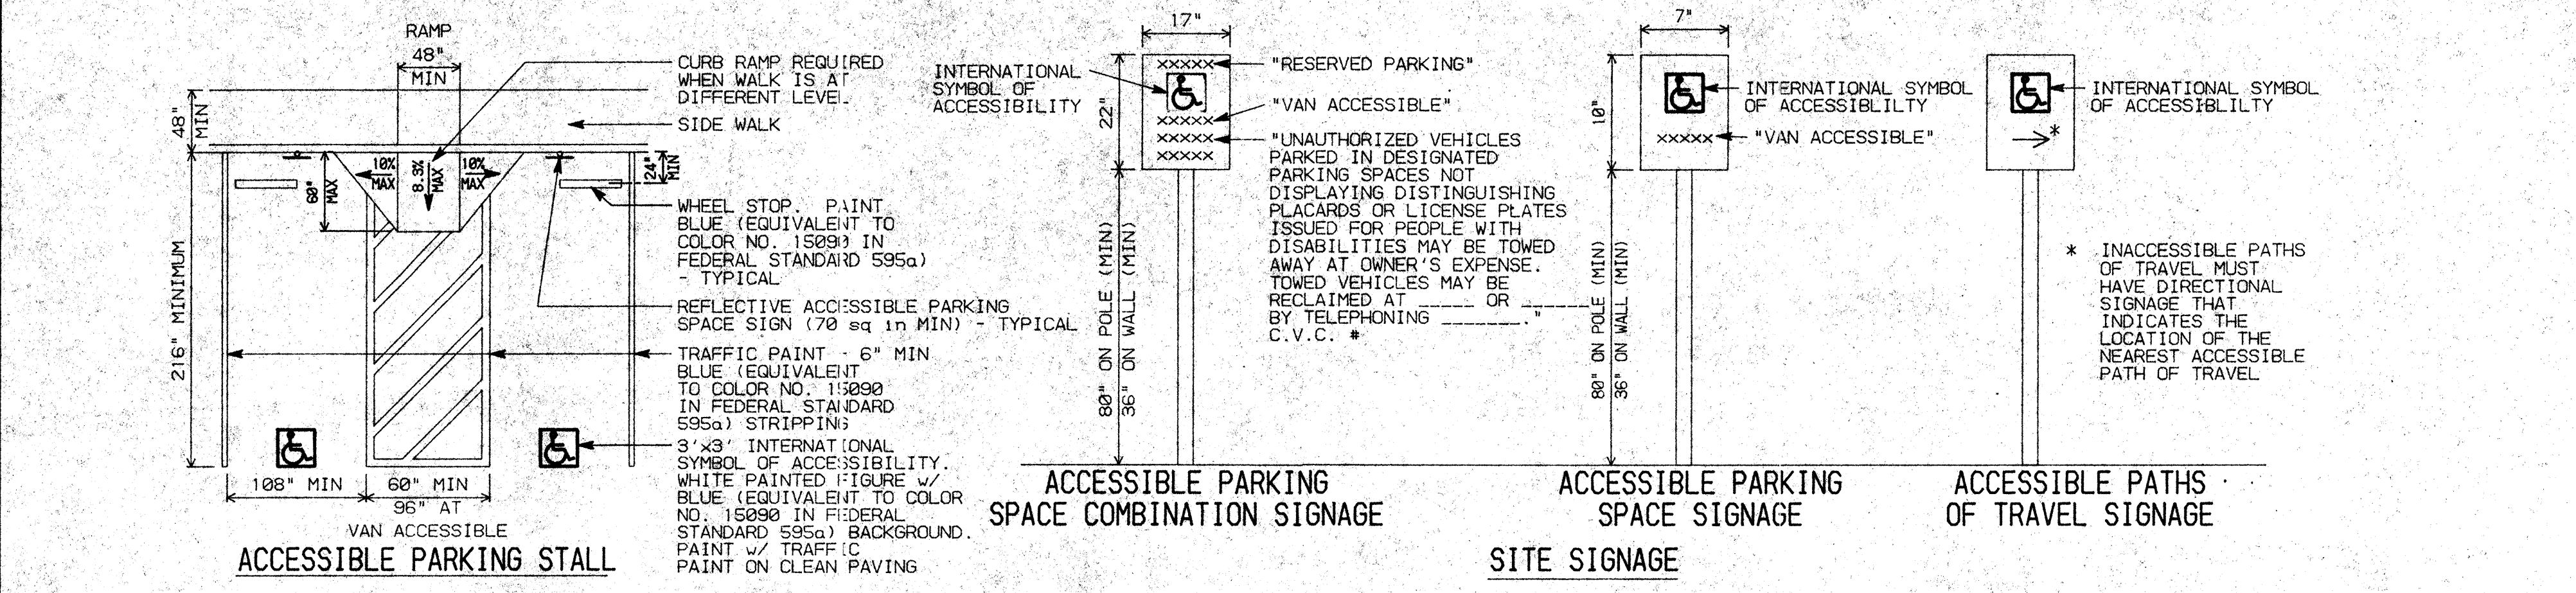 RAMP
48"
MIN
48"
MIN
216" MINIMUM
60"
MAX
10%
MAX
8.3%
MAX
10%
MAX
24"
MIN
108" MIN
60" MIN
96" AT
VAN ACCESSIBLE
ACCESSIBLE PARKING STALL
CURB RAMP REQUIRED
WHEN WALK IS AT
DIFFERENT LEVEL
SIDE WALK
WHEEL STOP. PAINT
BLUE (EQUIVALENT TO
COLOR NO. 15090 IN
FEDERAL STANDARD 595a)
- TYPICAL
REFLECTIVE ACCESSIBLE PARKING
SPACE SIGN (70 sq in MIN) - TYPICAL
TRAFFIC PAINT - 6" MIN
BLUE (EQUIVALENT
TO COLOR NO. 15090
IN FEDERAL STANDARD
595a) STRIPPING
3'x3' INTERNATIONAL
SYMBOL OF ACCESSIBILITY.
WHITE PAINTED FIGURE w/
BLUE (EQUIVALENT TO COLOR
NO. 15090 IN FEDERAL
STANDARD 595a) BACKGROUND.
PAINT w/ TRAFFIC
PAINT ON CLEAN PAVING
17"
22"
INTERNATIONAL
SYMBOL OF
ACCESSIBILITY
XXXXX
XXXXX
XXXXX
XXXXX
"RESERVED PARKING"
"VAN ACCESSIBLE"
"UNAUTHORIZED VEHICLES
PARKED IN DESIGNATED
PARKING SPACES NOT
DISPLAYING DISTINGUISHING
PLACARDS OR LICENSE PLATES
ISSUED FOR PEOPLE WITH
DISABILITIES MAY BE TOWED
AWAY AT OWNER'S EXPENSE.
TOWED VEHICLES MAY BE
RECLAIMED AT _____ OR ______
BY TELEPHONING _______."
C.V.C. #
80" ON POLE (MIN)
36" ON WALL (MIN)
ACCESSIBLE PARKING
SPACE COMBINATION SIGNAGE
7"
10"
INTERNATIONAL SYMBOL
OF ACCESSIBLILTY
XXXXX
"VAN ACCESSIBLE"
80" ON POLE (MIN)
36" ON WALL (MIN)
ACCESSIBLE PARKING
SPACE SIGNAGE
INTERNATIONAL SYMBOL
OF ACCESSIBLILTY
*
* INACCESSIBLE PATHS
OF TRAVEL MUST
HAVE DIRECTIONAL
SIGNAGE THAT
INDICATES THE
LOCATION OF THE
NEAREST ACCESSIBLE
PATH OF TRAVEL
ACCESSIBLE PATHS
OF TRAVEL SIGNAGE
SITE SIGNAGE